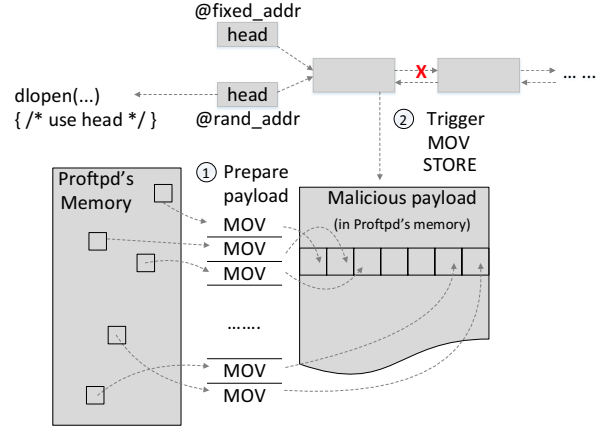 @fixed_addr
head
X
... ...
head
@rand_addr
dlopen(...)
{ /* use head */ }
2 Trigger
MOV
STORE
1 Prepare
payload
Proftpd's
Memory
Malicious payload
(in Proftpd's memory)
MOV
MOV
MOV
.......
MOV
MOV